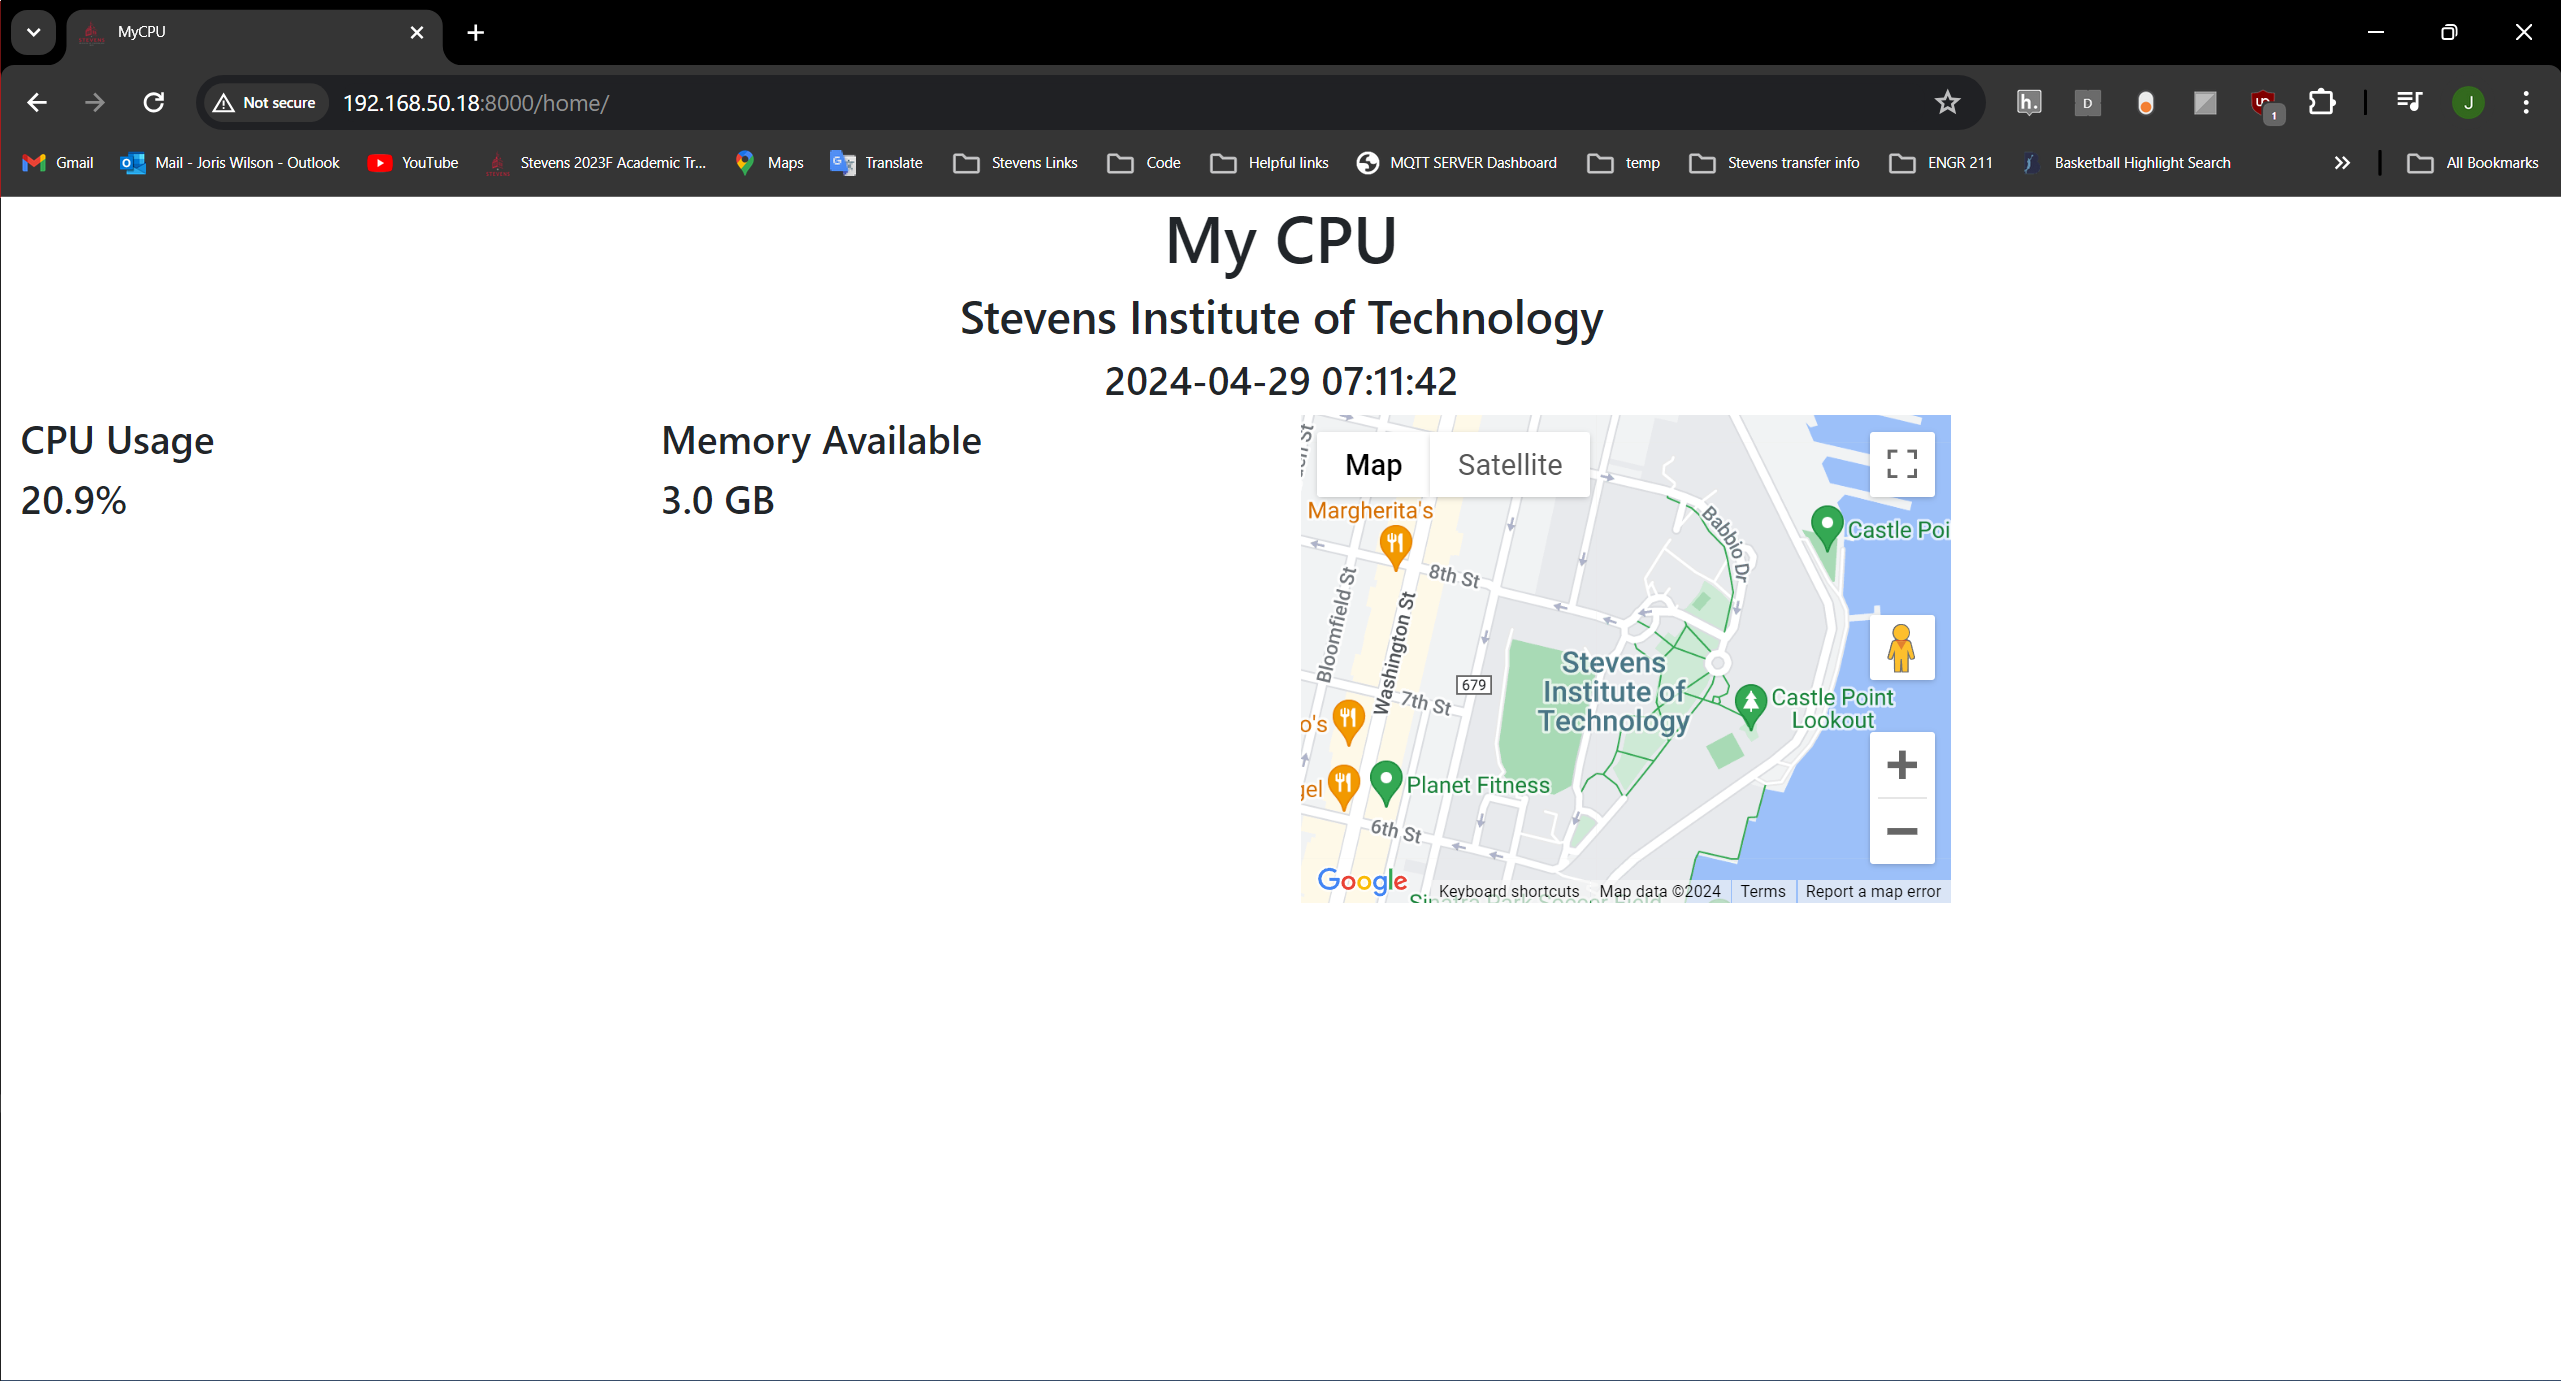 MyCPU
Not secure
192.168.50.18:8000/home/
h.
D
1
J
Gmail
Mail - Joris Wilson - Outlook
YouTube
Stevens 2023F Academic Tr...
Maps
Translate
Stevens Links
Code
Helpful links
MQTT SERVER Dashboard
temp
Stevens transfer info
ENGR 211
Basketball Highlight Search
All Bookmarks
My CPU
Stevens Institute of Technology
2024-04-29 07:11:42
CPU Usage
20.9%
Memory Available
3.0 GB
Map
Satellite
Margherita's
Babbio Dr
Castle Poi
8th St
Bloomfield St
Washington St
Stevens
Institute of
Technology
679
7th St
Castle Point
Lookout
o's
gel
Planet Fitness
6th St
Google
Keyboard shortcuts
Map data ©2024
Terms
Report a map error